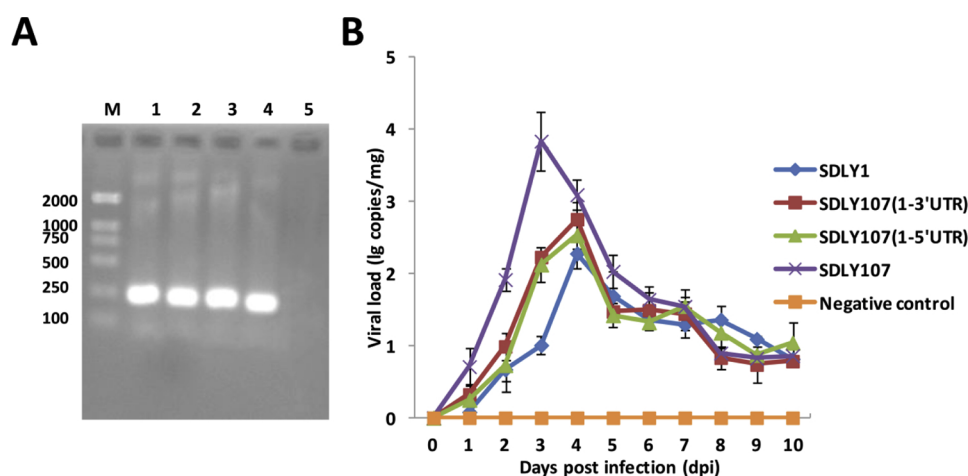 A
M 1 2 3 4 5
2000
1000
750
500
250
100
B
Viral load (lg copies/mg)
5
4
3
2
1
0
0 1 2 3 4 5 6 7 8 9 10
Days post infection (dpi)
SDLY1
SDLY107(1-3'UTR)
SDLY107(1-5'UTR)
SDLY107
Negative control